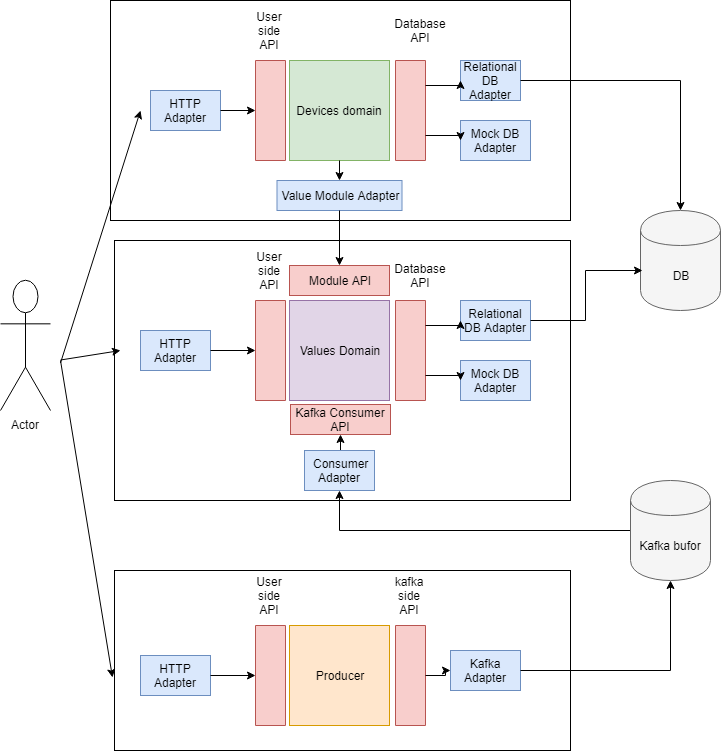 User
side
API
Database
API
HTTP
Adapter
Devices domain
Relational
DB
Adapter
Mock DB
Adapter
Value Module Adapter
User
side
API
Module API
Database
API
HTTP
Adapter
Values Domain
Relational
DB Adapter
Mock DB
Adapter
Kafka Consumer
API
Consumer
Adapter
DB
Actor
Kafka bufor
User
side
API
kafka
side
API
HTTP
Adapter
Producer
Kafka
Adapter